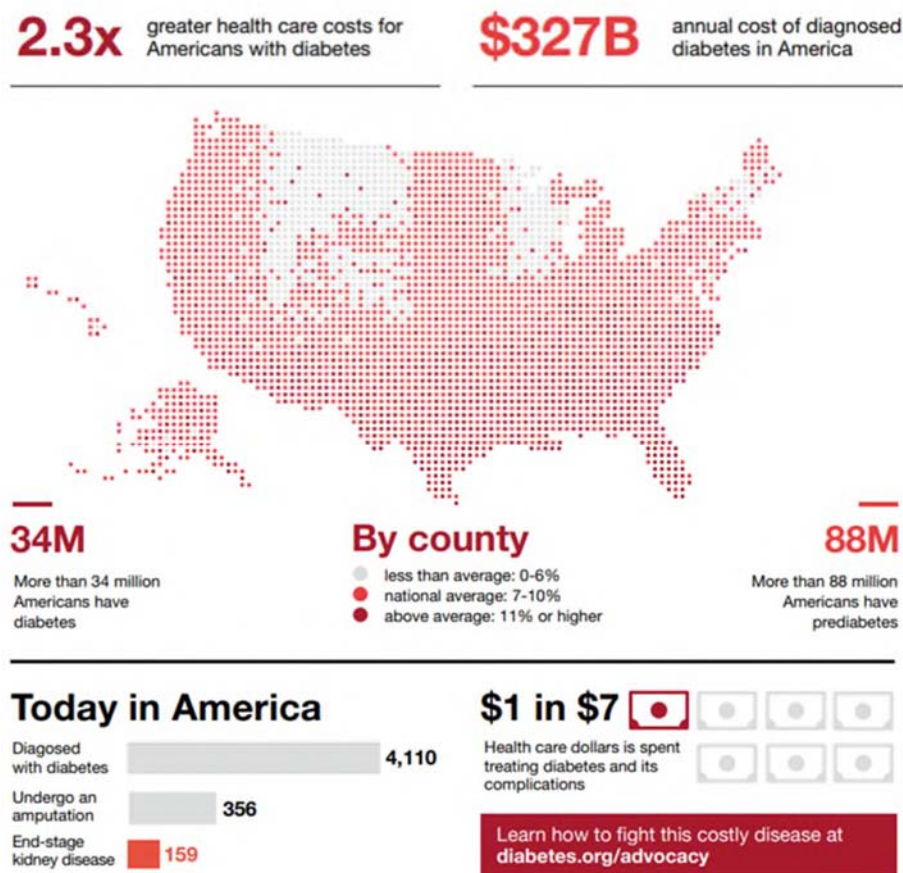 2.3x
greater health care costs for
Americans with diabetes
$327B
annual cost of diagnosed
diabetes in America
34M
More than 34 million
Americans have
diabetes
By county
less than average: 0-6%
national average: 7-10%
above average: 11% or higher
88M
More than 88 million
Americans have
prediabetes
Today in America
Diagosed
with diabetes
4,110
Undergo an
amputation
356
End-stage
kidney disease
159
$1 in $7
Health care dollars is spent
treating diabetes and its
complications
Learn how to fight this costly disease at
diabetes.org/advocacy